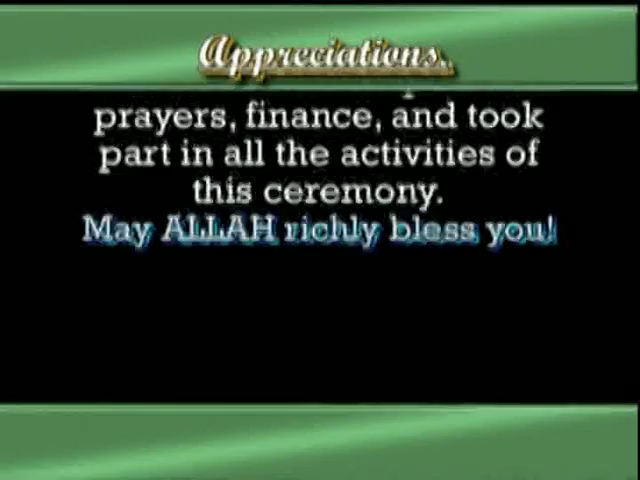 Appreciations..
prayers, finance, and took
part in all the activities of
this ceremony.
May ALLAH richly bless you!